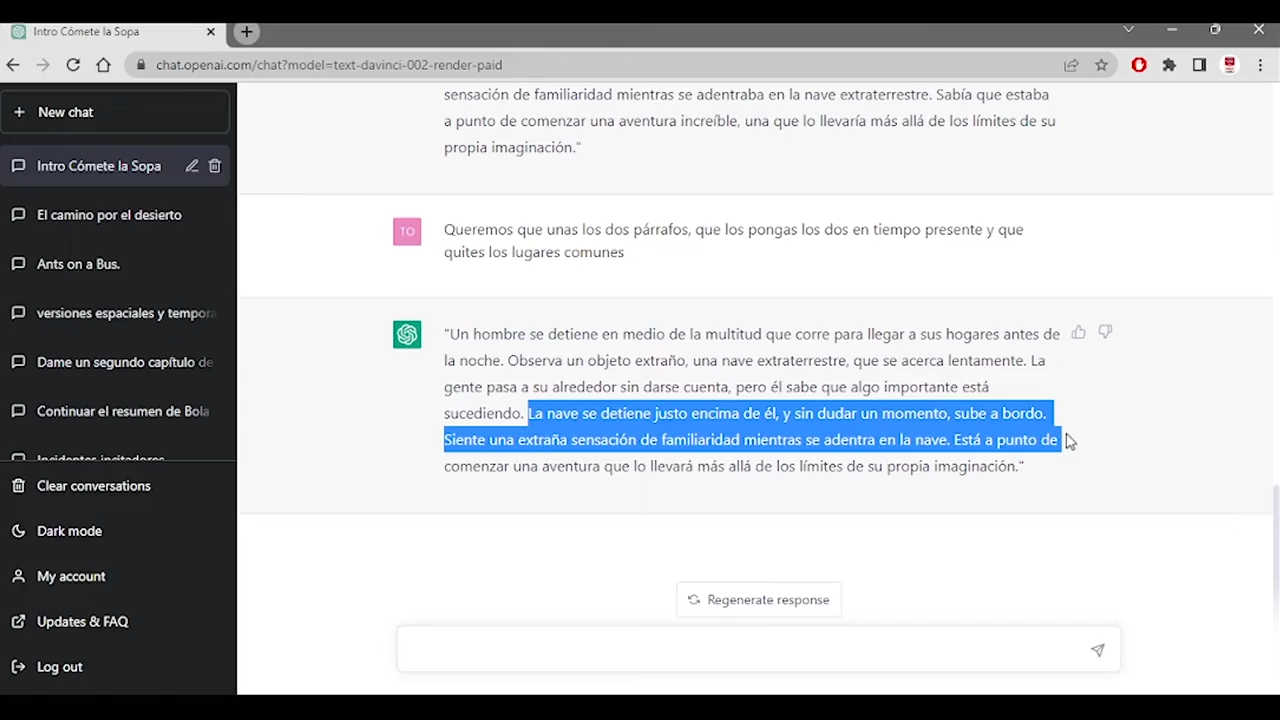 Intro Cómete la Sopa
chat.openai.com/chat?model=text-davinci-002-render-paid
New chat
Intro Cómete la Sopa
El camino por el desierto
Ants on a Bus.
versiones espaciales y tempora
Dame un segundo capítulo de
Continuar el resumen de Bola
Incidentes incitadores
Clear conversations
Dark mode
My account
Updates & FAQ
Log out
sensación de familiaridad mientras se adentraba en la nave extraterrestre. Sabía que estaba
a punto de comenzar una aventura increíble, una que lo llevaría más allá de los límites de su
propia imaginación."
TO
Queremos que unas los dos párrafos, que los pongas los dos en tiempo presente y que
quites los lugares comunes
"Un hombre se detiene en medio de la multitud que corre para llegar a sus hogares antes de
la noche. Observa un objeto extraño, una nave extraterrestre, que se acerca lentamente. La
gente pasa a su alrededor sin darse cuenta, pero él sabe que algo importante está
sucediendo. La nave se detiene justo encima de él, y sin dudar un momento, sube a bordo.
Siente una extraña sensación de familiaridad mientras se adentra en la nave. Está a punto de
comenzar una aventura que lo llevará más allá de los límites de su propia imaginación."
Regenerate response